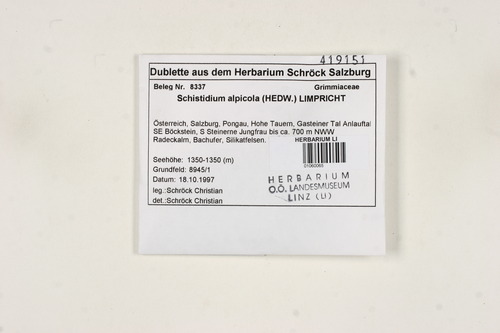 419151
Dublette aus dem Herbarium Schröck Salzburg
Beleg Nr. 8337 Grimmiaceae
Schistidium alpicola (HEDW.) LIMPRICHT
Österreich, Salzburg, Pongau, Hohe Tauern, Gasteiner Tal Anlauftal
SE Böckstein, S Steinerne Jungfrau bis ca. 700 m NWW
Radeckalm, Bachufer, Silikatfelsen.
HERBARIUM LI
Seehöhe: 1350-1350 (m)
Grundfeld: 8945/1
Datum: 18.10.1997
leg.:Schröck Christian
det.:Schröck Christian
HERBARIUM
O.Ö. LANDESMUSEUM
LINZ (LI)